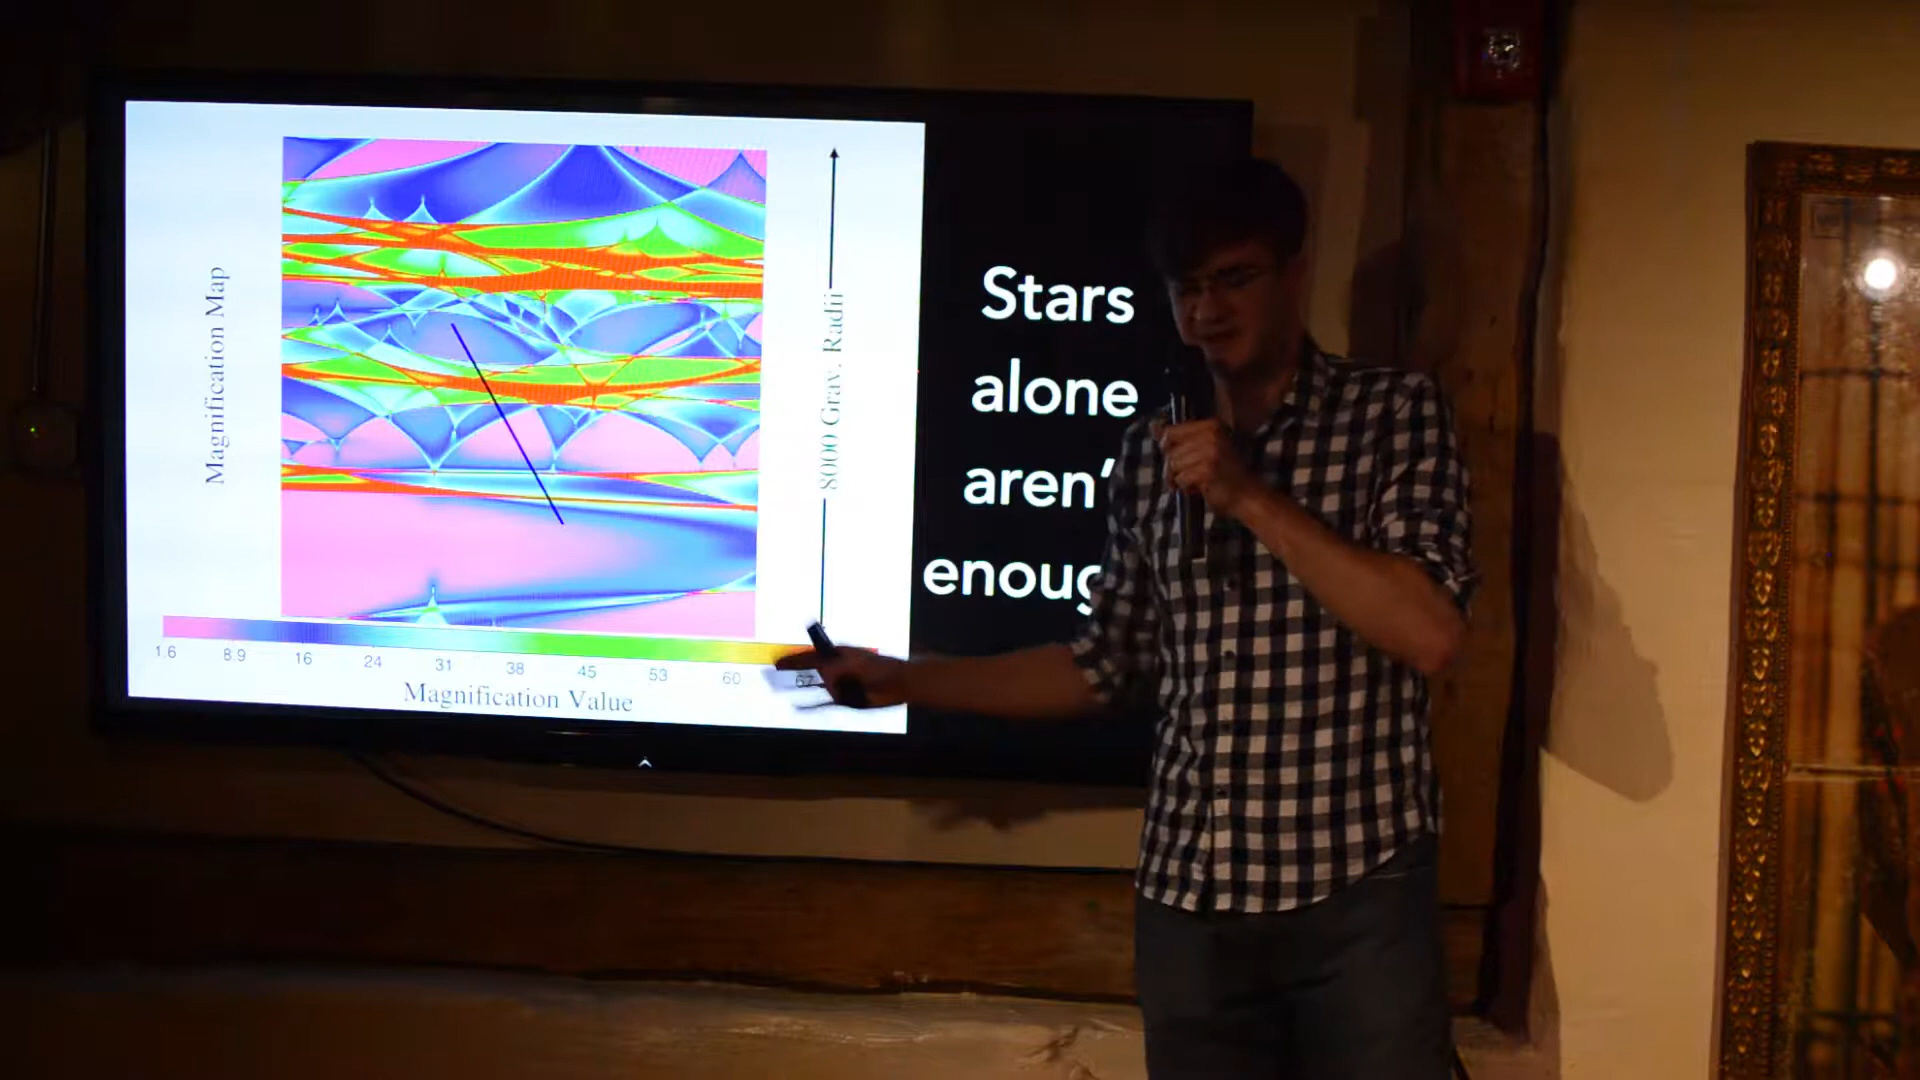 Magnification Map
8000 Grav. Radii
1.6 8.9 16 24 31 38 45 53 60 67
Magnification Value
Stars
alone
aren'
enoug